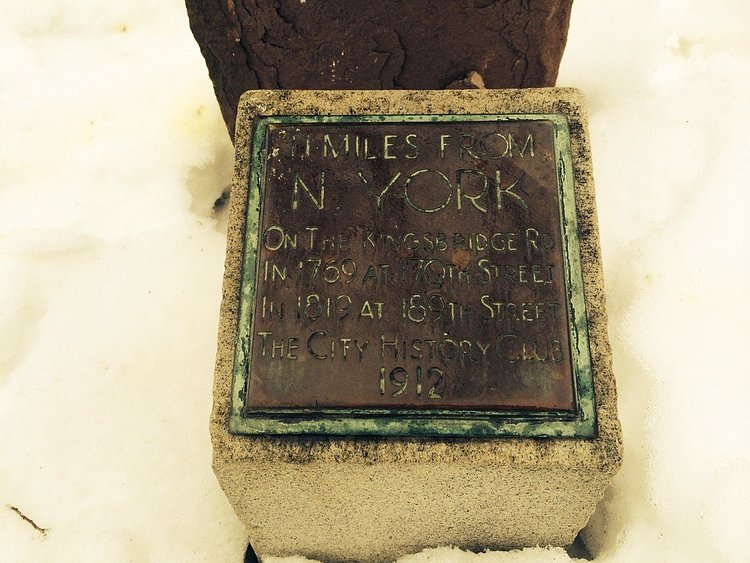 11 MILES FROM
N. YORK
ON THE KINGSBRIDGE RD
IN 1769 AT 170TH STREET
IN 1819 AT 189TH STREET
THE CITY HISTORY CLUB
1912